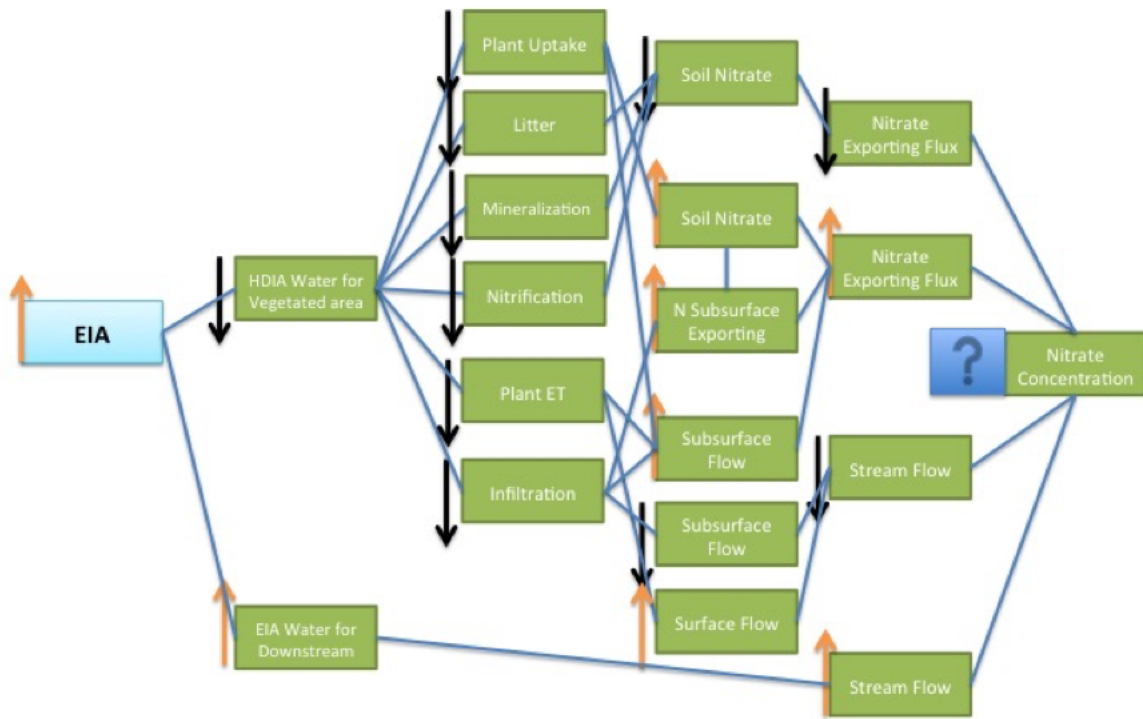 Plant Uptake
Litter
Mineralization
Nitrification
Plant ET
Infiltration
Soil Nitrate
Soil Nitrate
N Subsurface
Exporting
Subsurface
Flow
Subsurface
Flow
Surface Flow
Nitrate
Exporting Flux
Nitrate
Exporting Flux
Stream Flow
Stream Flow
EIA
HDIA Water for
Vegetated area
EIA Water for
Downstream
?
Nitrate
Concentration